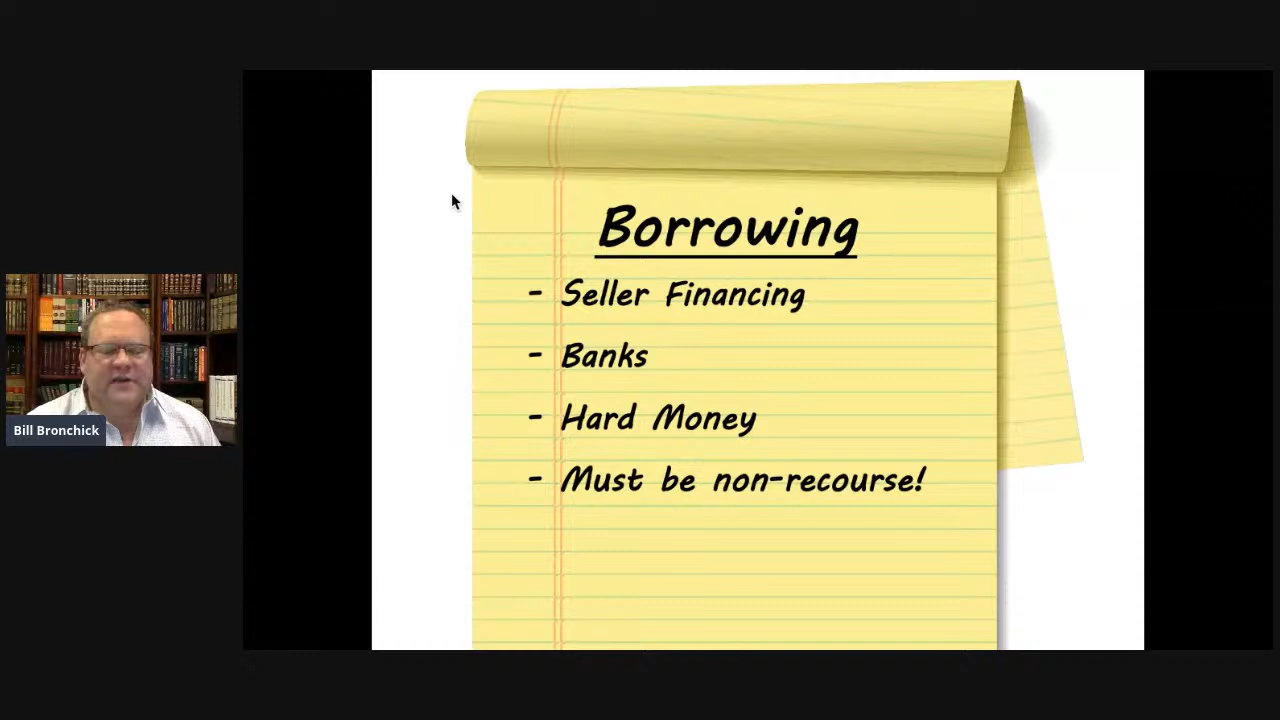 Borrowing
- Seller Financing
- Banks
- Hard Money
- Must be non-recourse!
Bill Bronchick